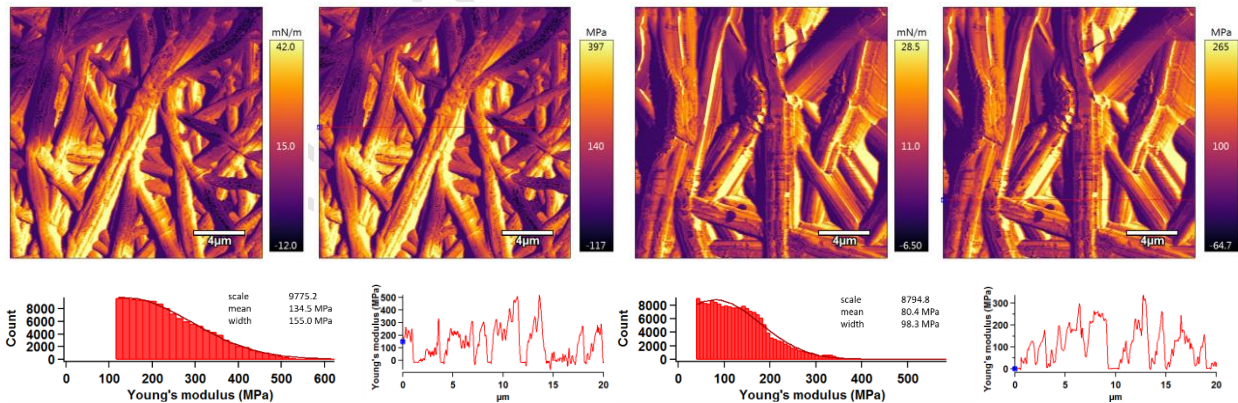 mN/m
42.0
15.0
-12.0
4μm
MPa
397
140
-117
4μm
mN/m
28.5
11.0
-6.50
4μm
MPa
265
100
-64.7
4μm
Count
8000
6000
4000
2000
0
scale 9775.2
mean 134.5 MPa
width 155.0 MPa
0 100 200 300 400 500 600
Young's modulus (MPa)
Young's modulus (MPa)
500
400
300
200
100
0
0 5 10 15 20
μm
Count
8000
6000
4000
2000
0
scale 8794.8
mean 80.4 MPa
width 98.3 MPa
0 100 200 300 400 500
Young's modulus (MPa)
Young's modulus (MPa)
300
200
100
0
0 5 10 15 20
μm